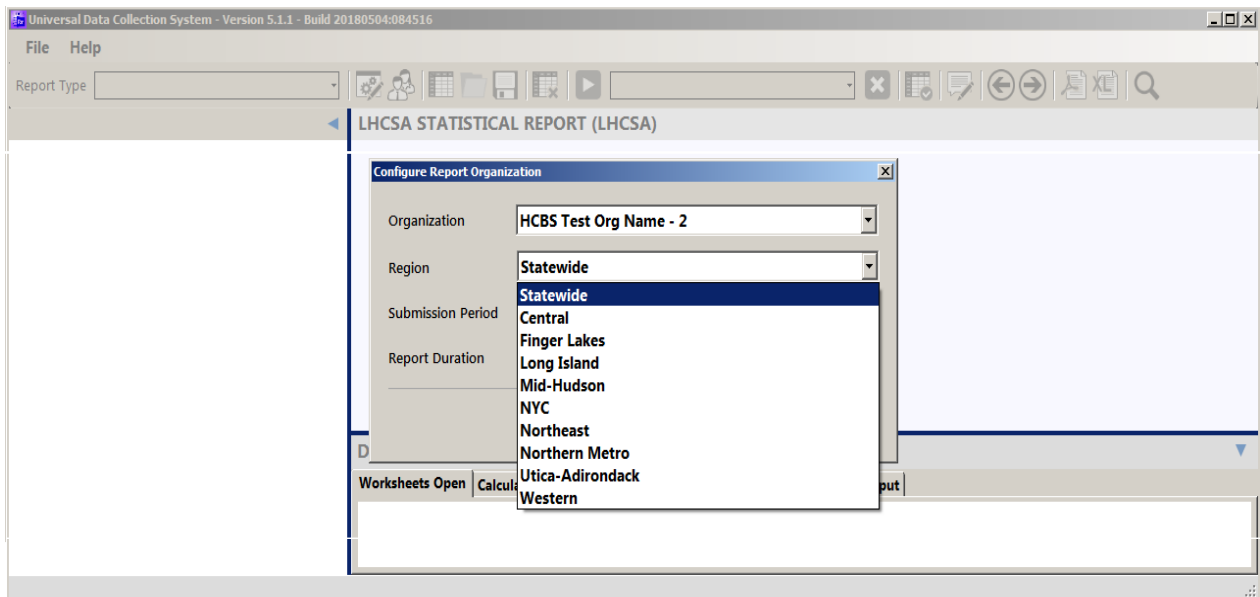 Universal Data Collection System - Version 5.1.1 - Build 20180504:084516
File Help
Report Type
LHCSA STATISTICAL REPORT (LHCSA)
Configure Report Organization
Organization HCBS Test Org Name - 2
Region Statewide
Statewide
Submission Period
Central
Finger Lakes
Report Duration
Long Island
Mid-Hudson
NYC
Northeast
Northern Metro
Utica-Adirondack
Western
D
Worksheets Open Calcula put